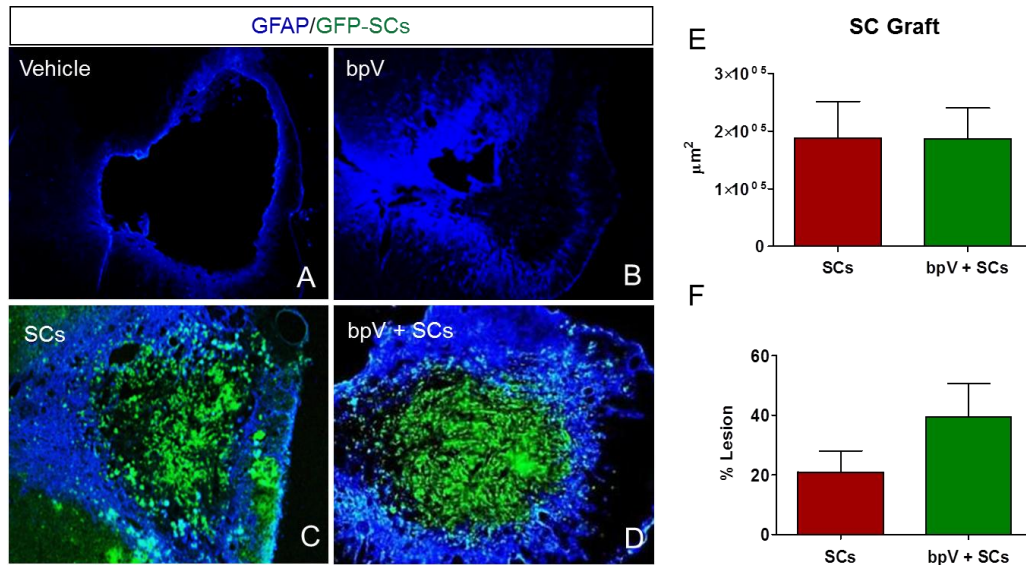 GFAP/GFP-SCs
Vehicle
A
bpV
B
SCs
C
bpV + SCs
D
E
SC Graft
3×10⁰⁵
2×10⁰⁵
1×10⁰⁵
0
µm²
SCs
bpV + SCs
F
60
40
20
0
% Lesion
SCs
bpV + SCs